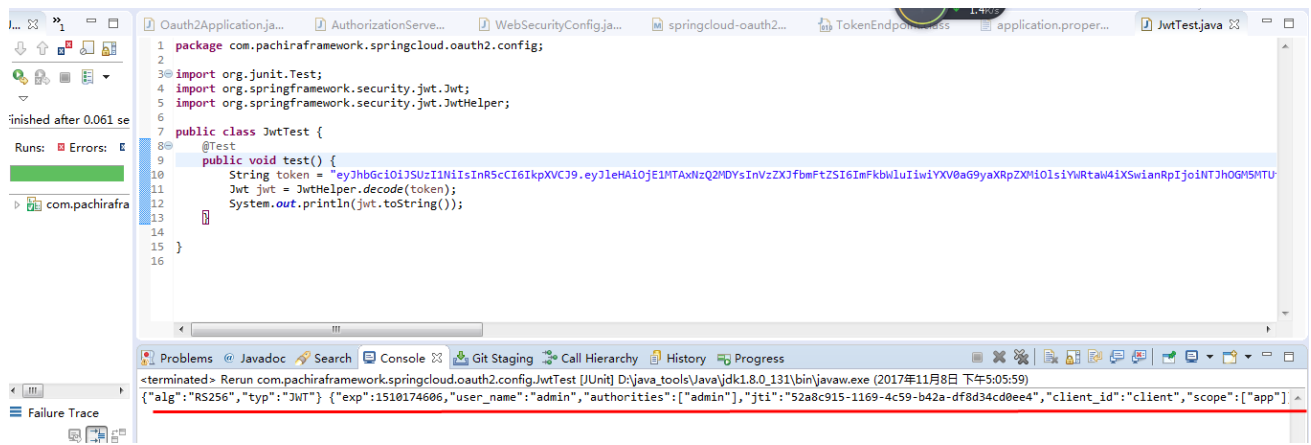 J...
1
Oauth2Application.ja...
AuthorizationServe...
WebSecurityConfig.ja...
springcloud-oauth2...
application.proper...
JwtTest.java
Finished after 0.061 se
Runs:
Errors:
com.pachirafra
1 package com.pachiraframework.springcloud.oauth2.config;
2
3 import org.junit.Test;
4 import org.springframework.security.jwt.Jwt;
5 import org.springframework.security.jwt.JwtHelper;
6
7 public class JwtTest {
8 @Test
9 public void test() {
10 String token = "eyJhbGciOiJSUzI1NiIsInR5cCI6IkpXVCJ9.eyJleHAiOjE1MTAxNzQ2MDYsInVzZXJfbmFtZSI6ImFkbWluIiwiYXV0aG9yaXRpZXMiOlsiYWRtaW4iXSwianRpIjoiNTJhOGM5MTU
11 Jwt jwt = JwtHelper.decode(token);
12 System.out.println(jwt.toString());
13 }
14
15 }
16
Problems @ Javadoc Search Console Git Staging Call Hierarchy History Progress
<terminated> Rerun com.pachiraframework.springcloud.oauth2.config.JwtTest [JUnit] D:\java_tools\Java\jdk1.8.0_131\bin\javaw.exe (2017年11月8日 下午5:05:59)
{"alg":"RS256","typ":"JWT"} {"exp":1510174606,"user_name":"admin","authorities":["admin"],"jti":"52a8c915-1169-4c59-b42a-df8d34cd0ee4","client_id":"client","scope":["app"]
Failure Trace